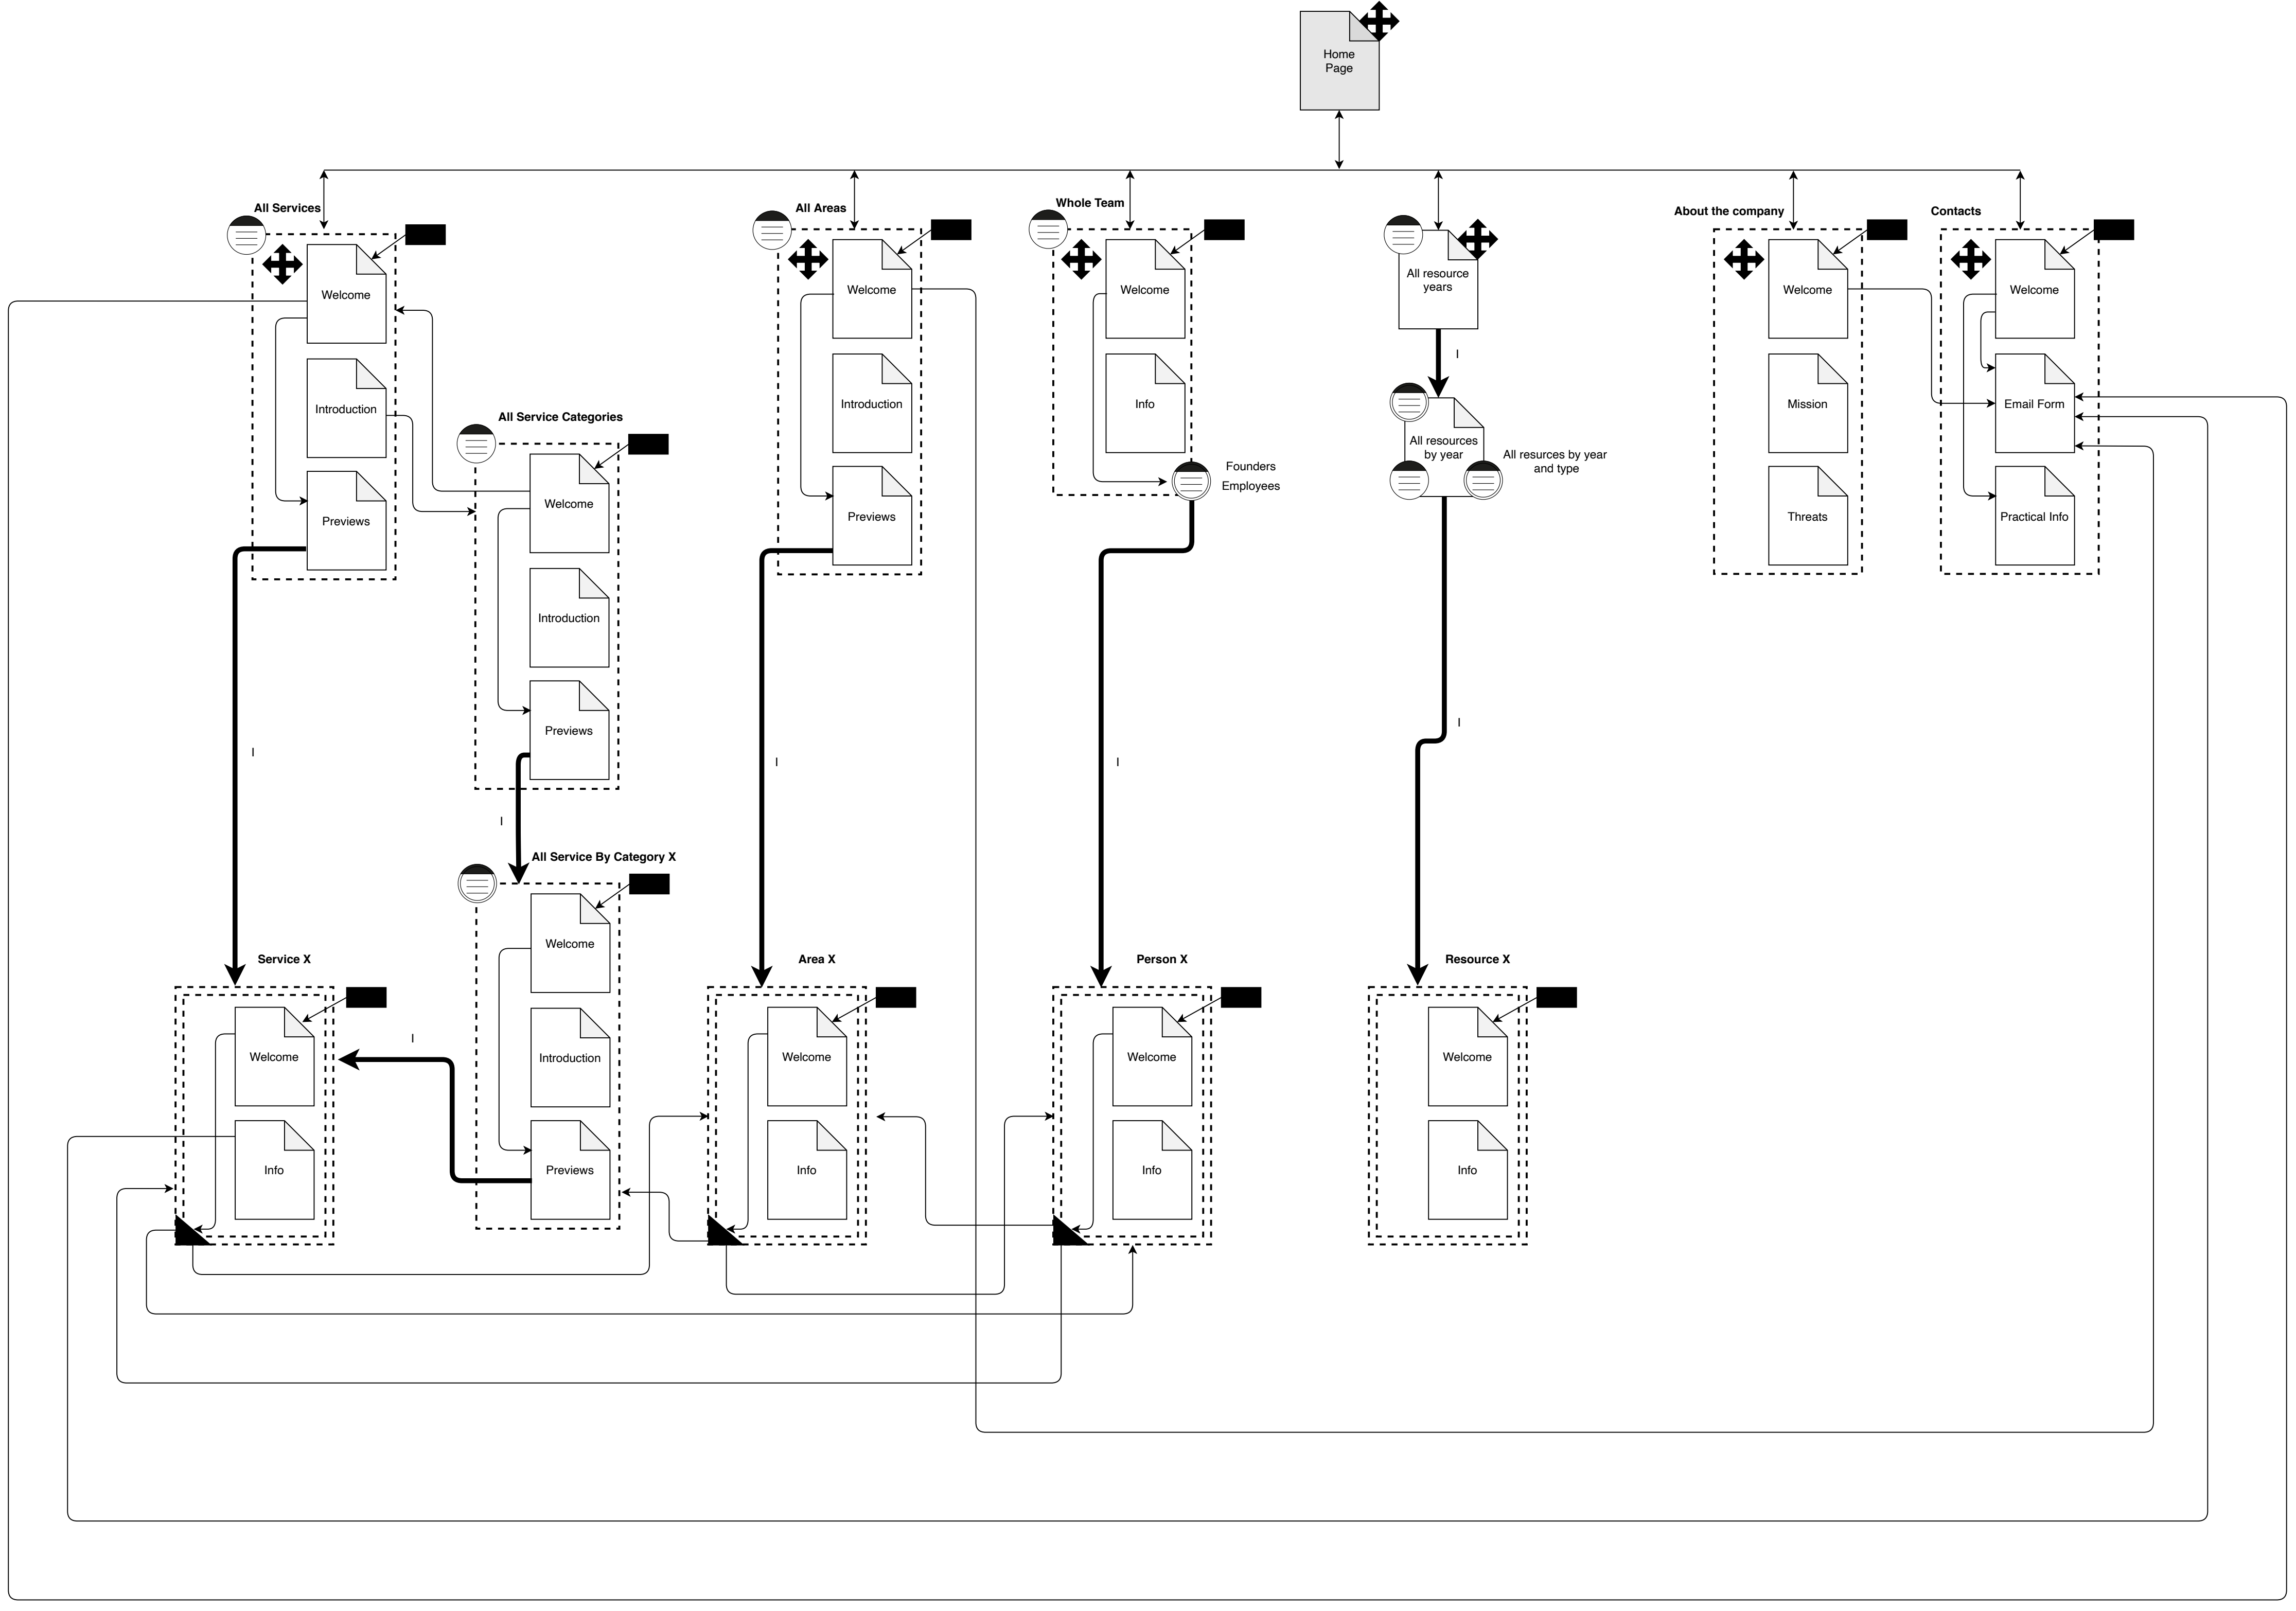 Home
Page
All Services
All Areas
Whole Team
About the company
Contacts
Welcome
Welcome
Welcome
All resource
years
Welcome
Welcome
Introduction
Introduction
Info
I
Mission
Email Form
All Service Categories
Welcome
Previews
Previews
Founders
Employees
All resources
by year
All resurces by year
and type
Threats
Practical Info
Introduction
Previews
I
I
I
I
I
All Service By Category X
Welcome
Introduction
Previews
Service X
Area X
Person X
Resource X
I
Welcome
Welcome
Welcome
Welcome
Info
Info
Info
Info